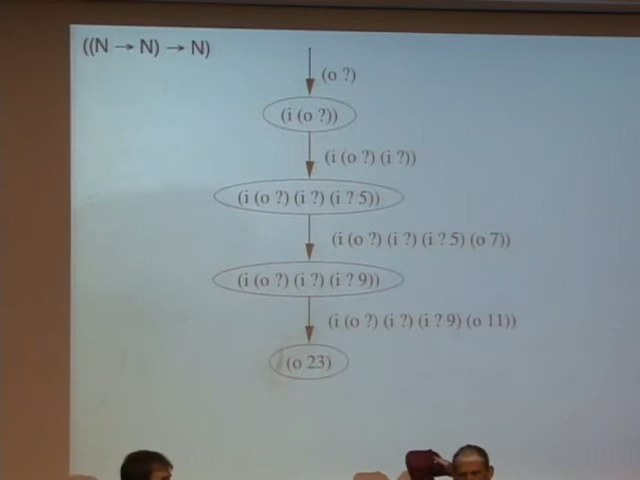 ((N → N) → N)
(o ?)
(i (o ?))
(i (o ?) (i ?))
(i (o ?) (i ?) (i ? 5))
(i (o ?) (i ?) (i ? 5) (o 7))
(i (o ?) (i ?) (i ? 9))
(i (o ?) (i ?) (i ? 9) (o 11))
(o 23)